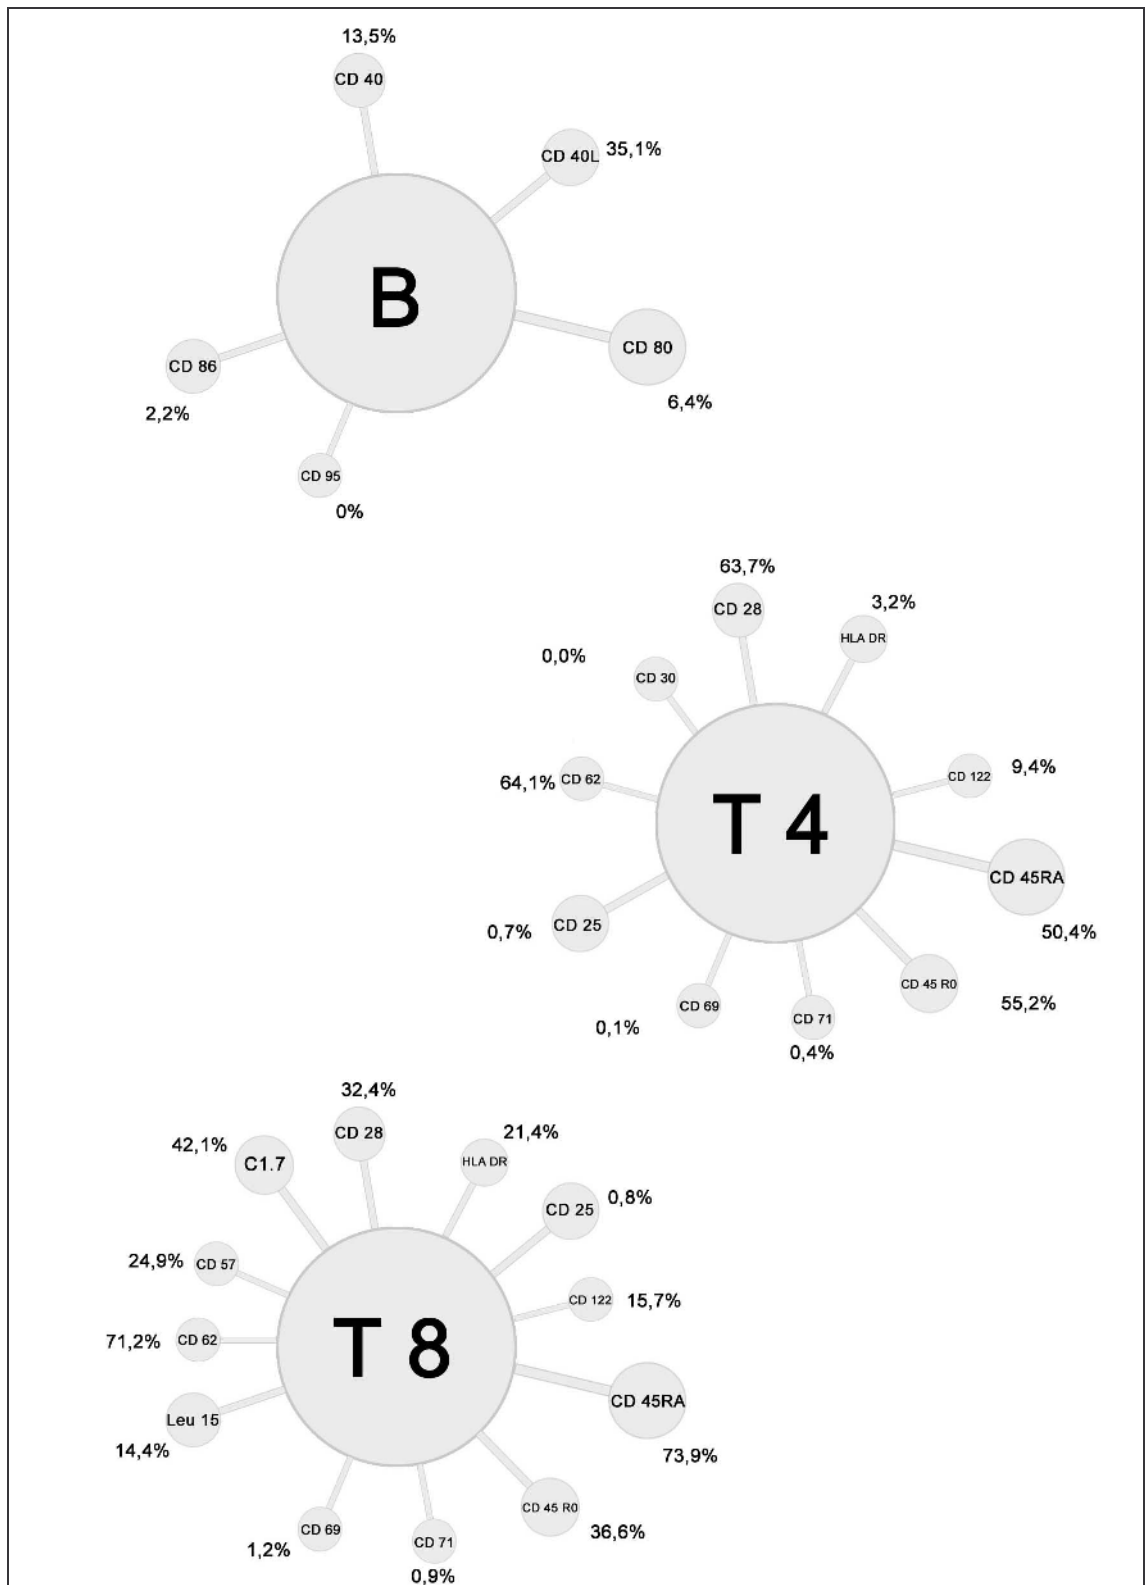 13,5%
CD 40
CD 40L
35,1%
B
CD 80
6,4%
CD 86
2,2%
CD 95
0%
63,7%
CD 28
3,2%
HLA DR
0,0%
CD 30
64,1%
CD 62
CD 122
9,4%
T 4
CD 45RA
50,4%
CD 25
0,7%
CD 45 R0
55,2%
CD 69
0,1%
CD 71
0,4%
32,4%
CD 28
42,1%
C1.7
21,4%
HLA DR
CD 25
0,8%
24,9%
CD 57
CD 122
15,7%
71,2%
CD 62
T 8
CD 45RA
73,9%
Leu 15
14,4%
CD 45 R0
36,6%
CD 69
1,2%
CD 71
0,9%